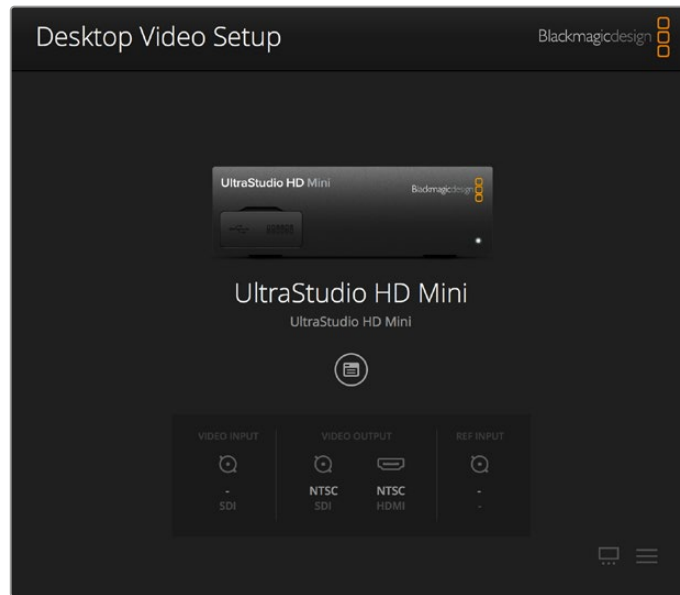 Desktop Video Setup
Blackmagicdesign
UltraStudio HD Mini
Blackmagicdesign
UltraStudio HD Mini
UltraStudio HD Mini
VIDEO INPUT
VIDEO OUTPUT
REF INPUT
-
NTSC
NTSC
-
SDI
SDI
HDMI
-